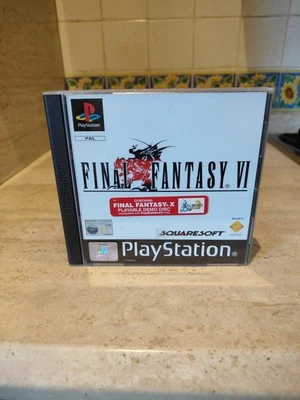 PlayStation
PAL
FINAL FANTASY VI
CONTAINS
FINAL FANTASY X
PLAYABLE DEMO DISC
SQUARESOFT
PlayStation